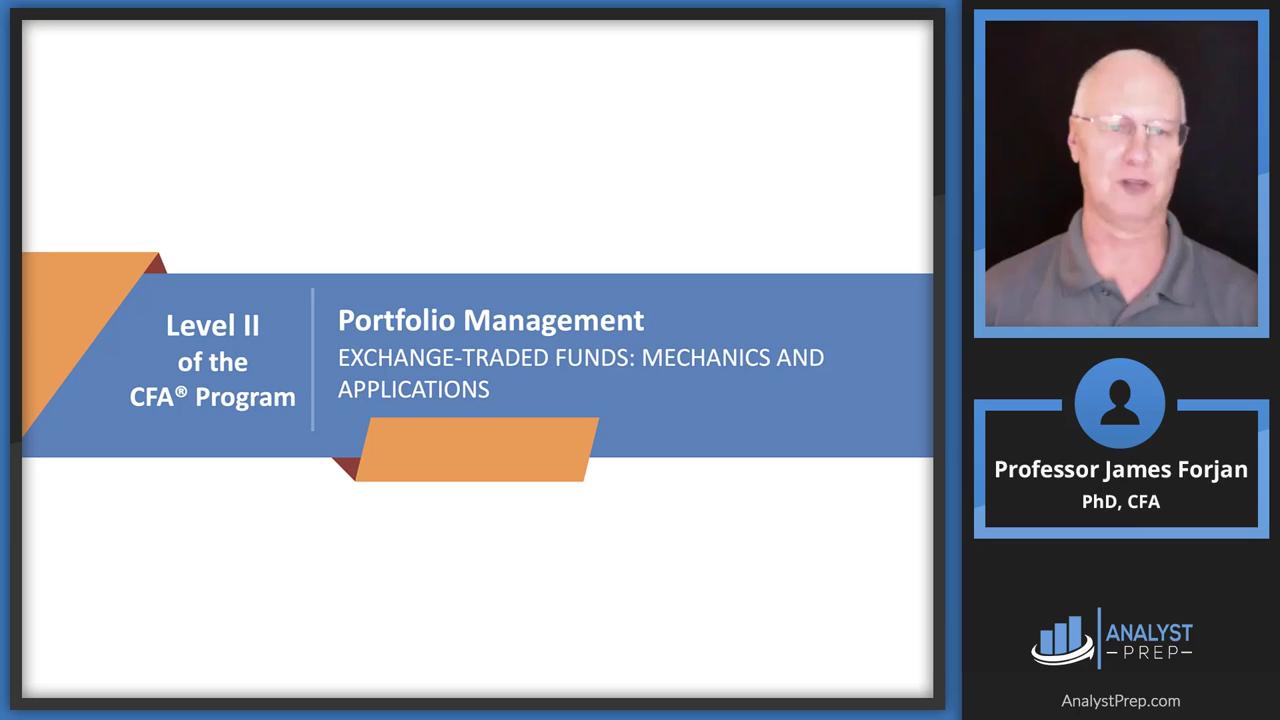 Level II
of the
CFA® Program
Portfolio Management
EXCHANGE-TRADED FUNDS: MECHANICS AND
APPLICATIONS
Professor James Forjan
PhD, CFA
ANALYST
PREP
AnalystPrep.com